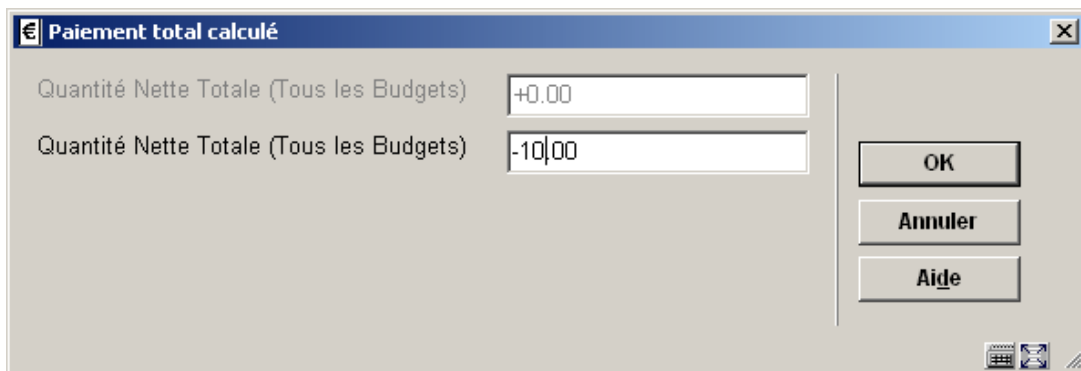 € Paiement total calculé
Quantité Nette Totale (Tous les Budgets) +0.00
Quantité Nette Totale (Tous les Budgets) -10.00
OK
Annuler
Aide